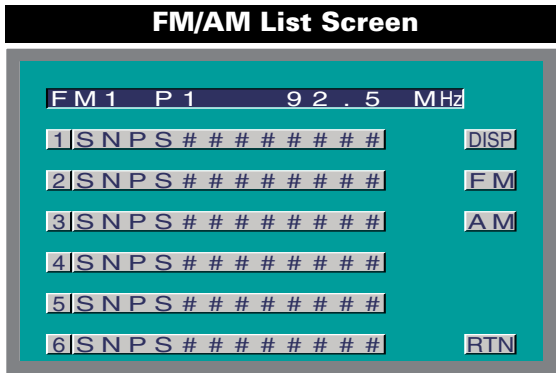 FM/AM List Screen
FM1 P1 92.5 MHz
1 SNPS######## DISP
2 SNPS######## FM
3 SNPS######## AM
4 SNPS########
5 SNPS########
6 SNPS######## RTN